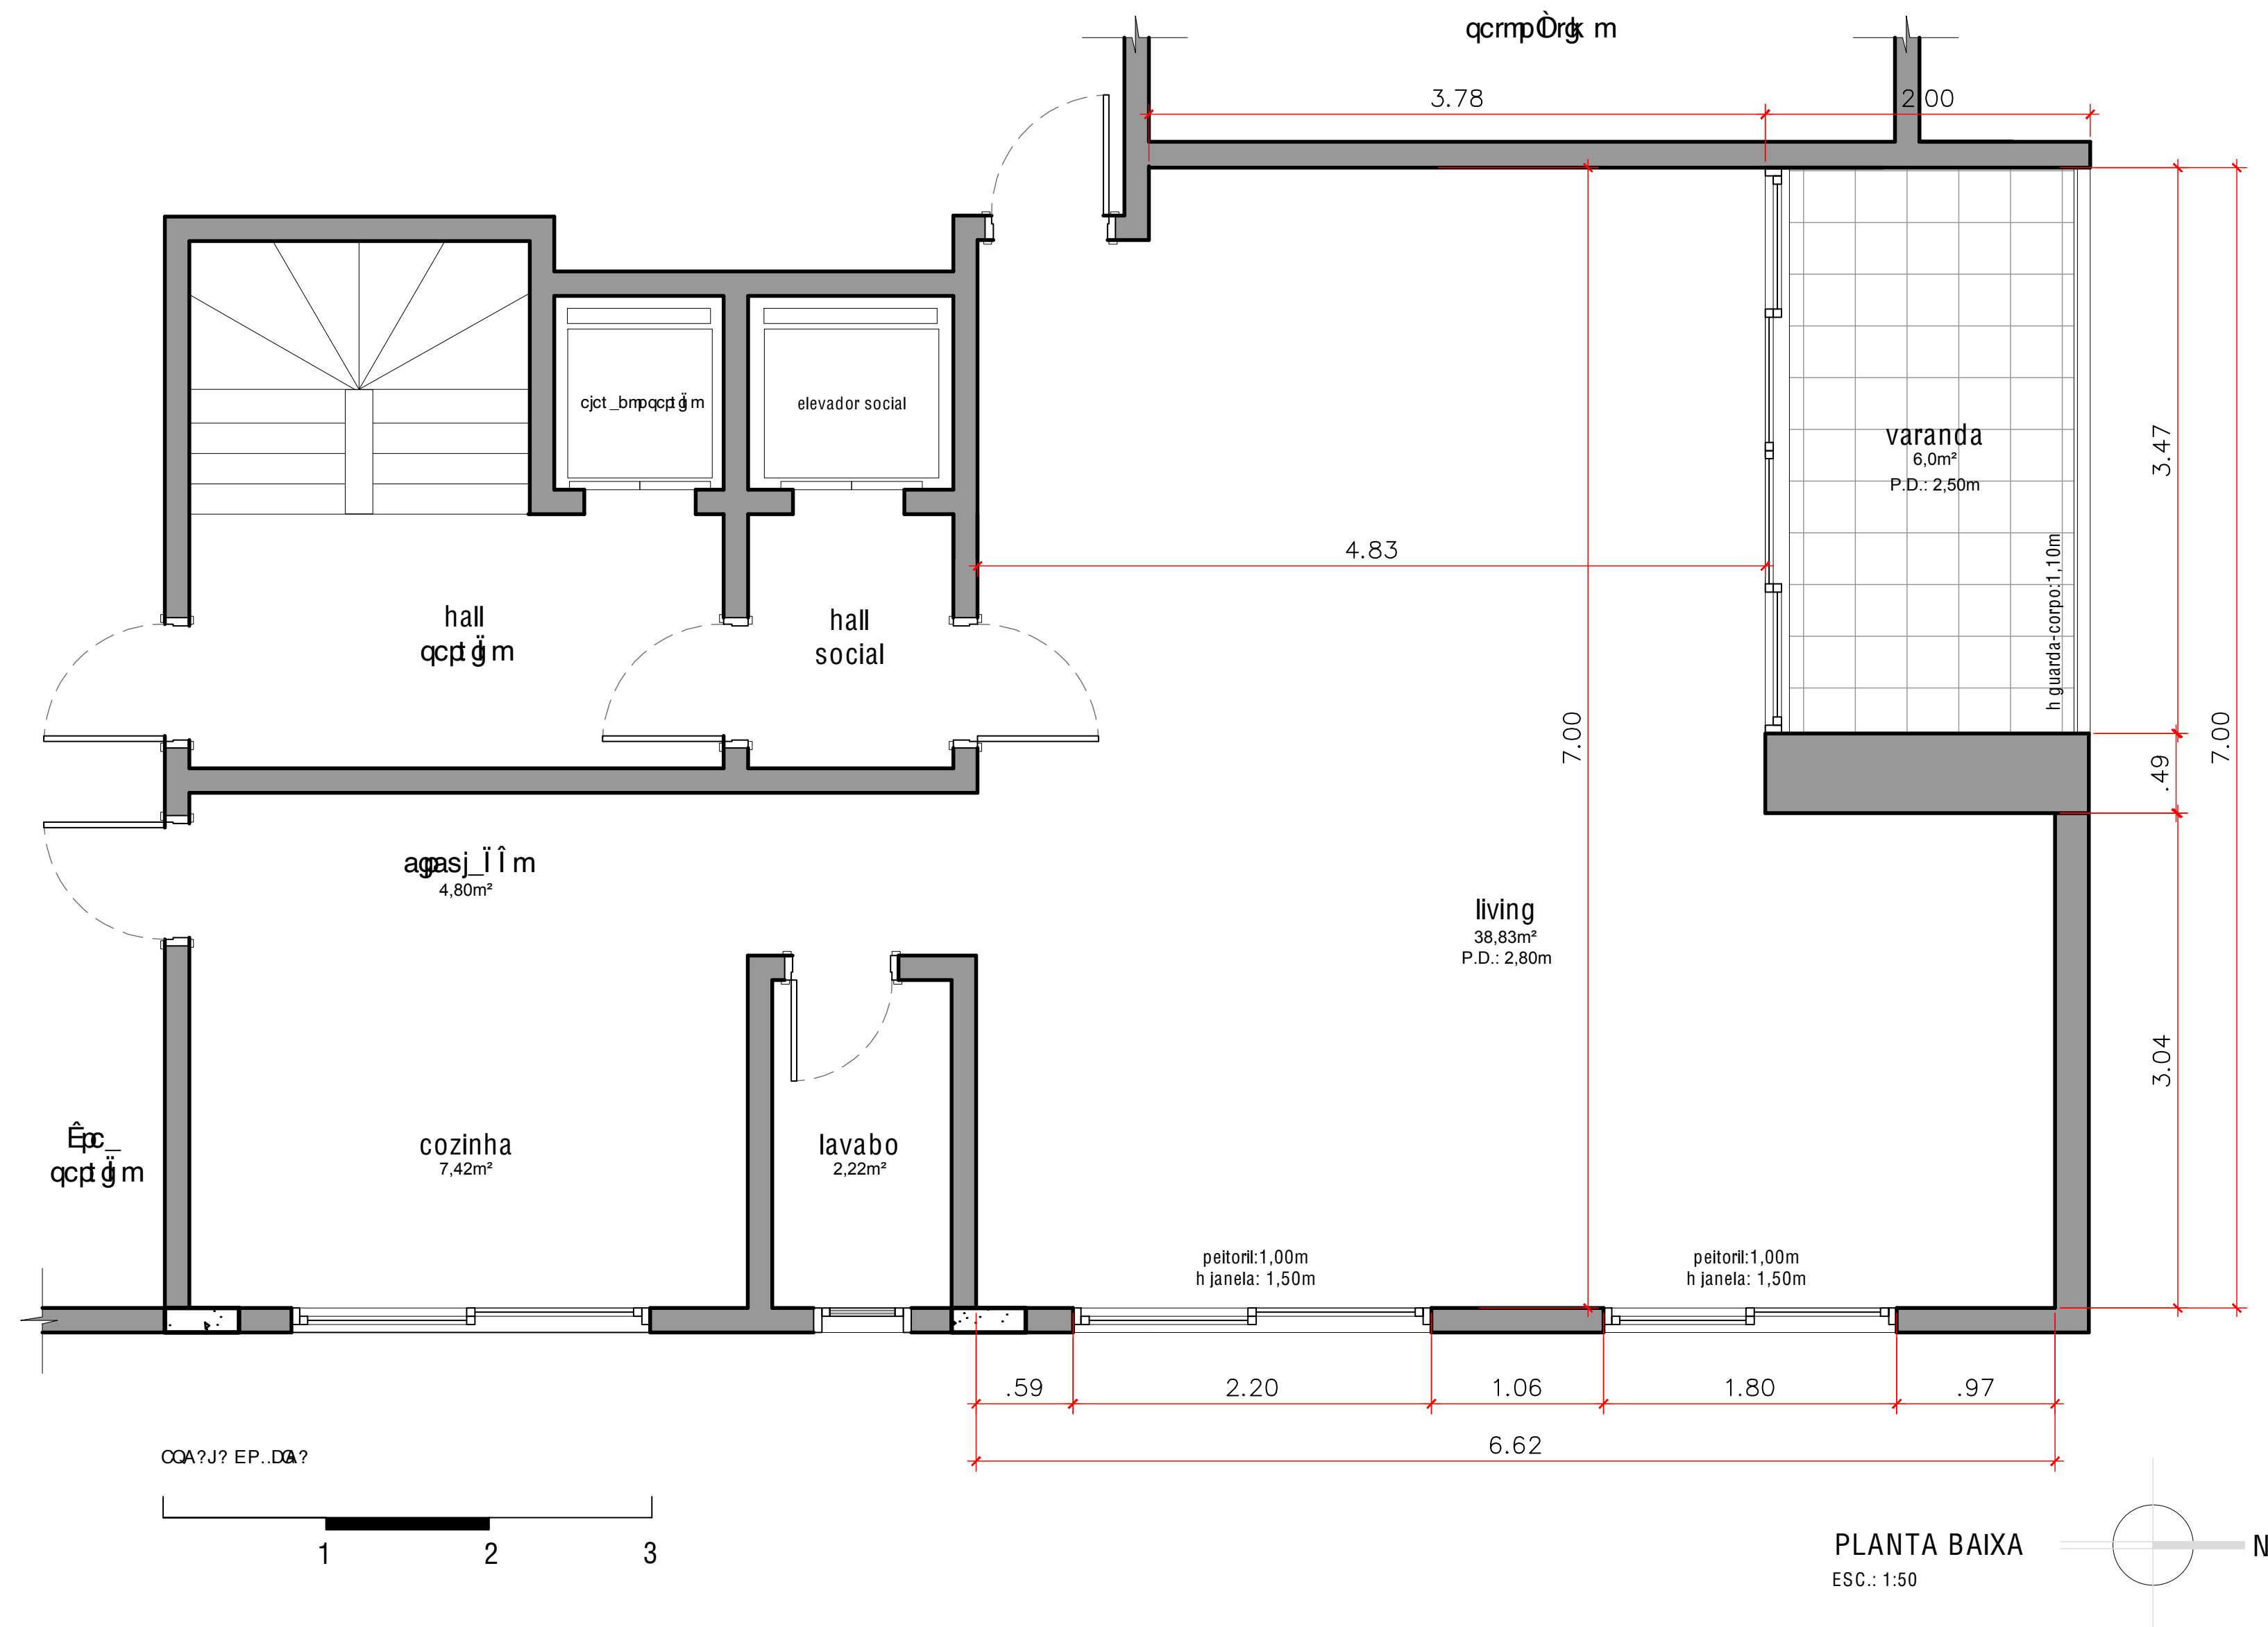 3.78
2.00
elevador social
varanda
6,0m²
P.D.: 2,50m
3.47
4.83
h guarda-corpo:1,10m
hall
hall
social
7.00
7.00
.49
4,80m²
living
38,83m²
P.D.: 2,80m
3.04
cozinha
7,42m²
lavabo
2,22m²
peitoril:1,00m
h janela: 1,50m
peitoril:1,00m
h janela: 1,50m
.59
2.20
1.06
1.80
.97
6.62
1
2
3
PLANTA BAIXA
N
ESC.: 1:50